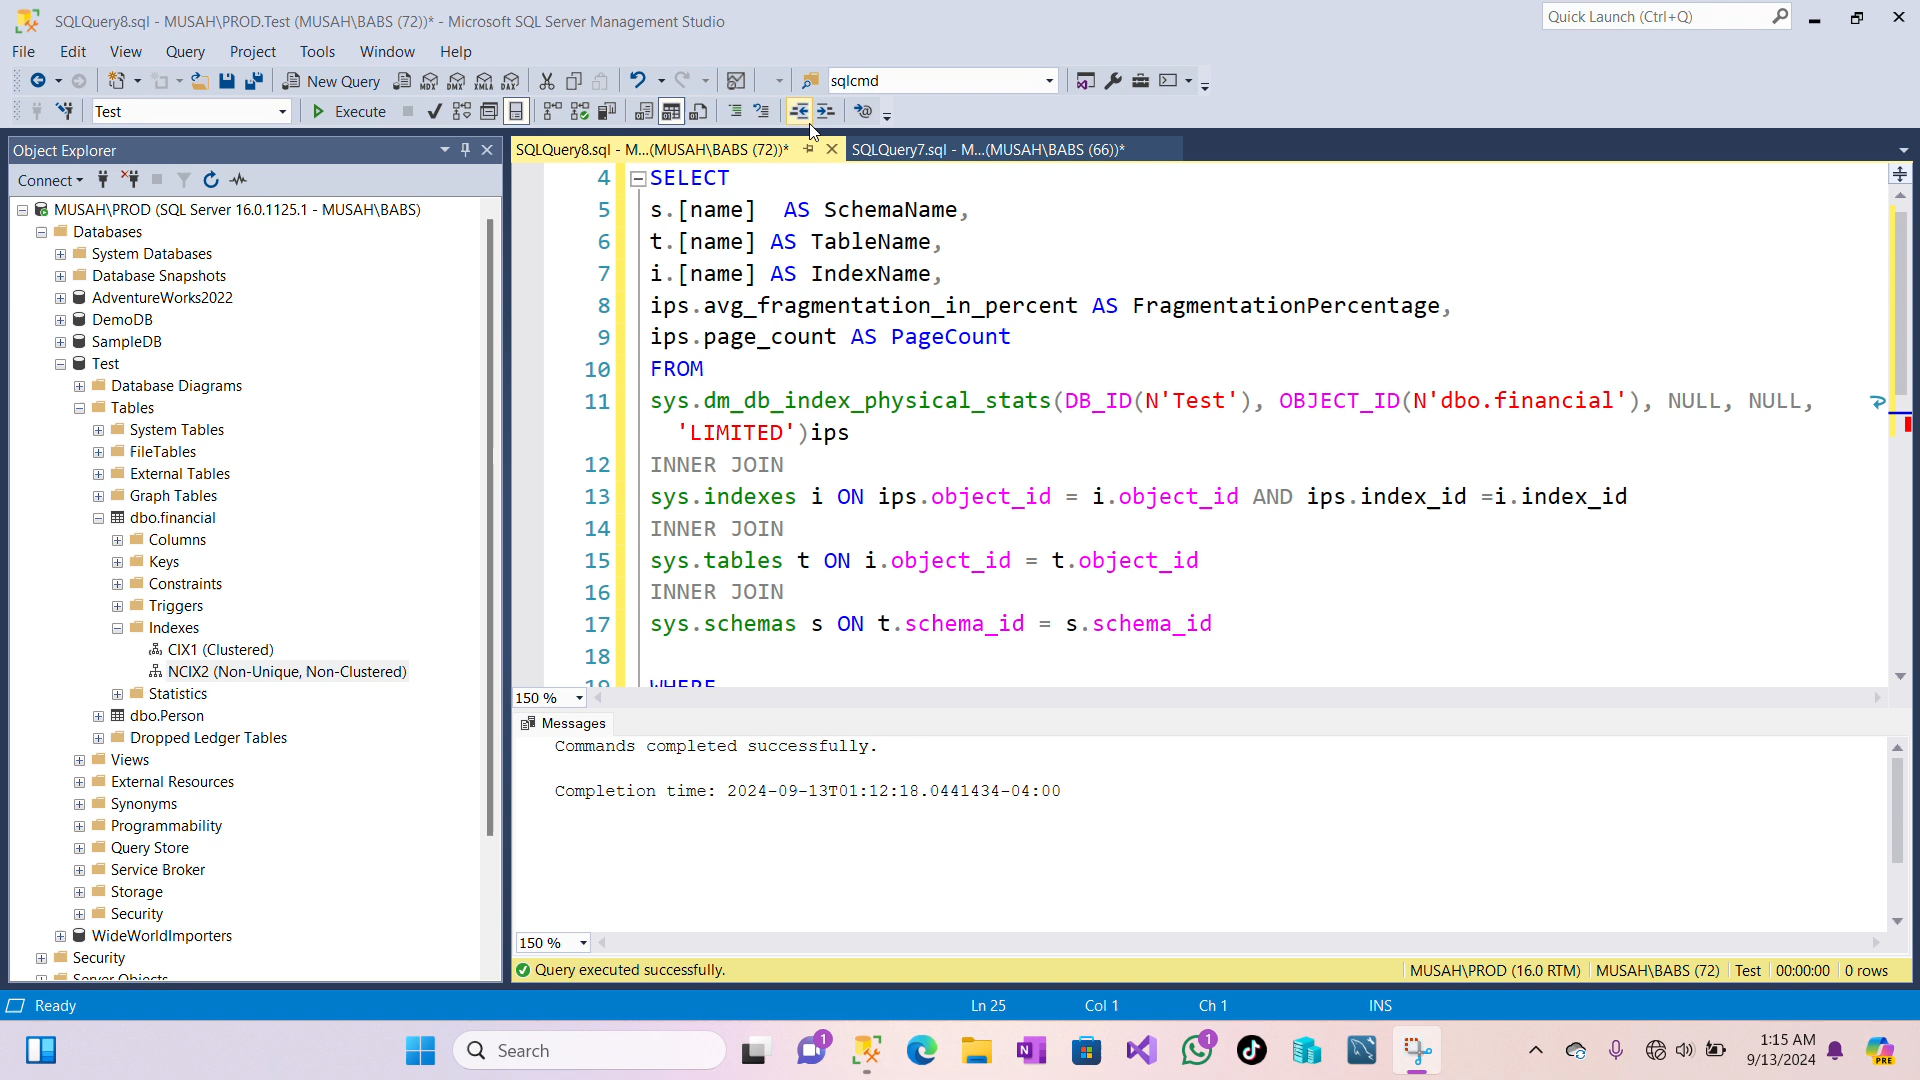 SQLQuery8.sql - MUSAH\PROD.Test (MUSAH\BABS (72))* - Microsoft SQL Server Management Studio
Quick Launch (Ctrl+Q)
File Edit View Query Project Tools Window Help
New Query
MDX DMX XMLA DAX
sqlcmd
Test
Execute
Object Explorer
Connect
MUSAH\PROD (SQL Server 16.0.1125.1 - MUSAH\BABS)
Databases
System Databases
Database Snapshots
AdventureWorks2022
DemoDB
SampleDB
Test
Database Diagrams
Tables
System Tables
FileTables
External Tables
Graph Tables
dbo.financial
Columns
Keys
Constraints
Triggers
Indexes
CIX1 (Clustered)
NCIX2 (Non-Unique, Non-Clustered)
Statistics
dbo.Person
Dropped Ledger Tables
Views
External Resources
Synonyms
Programmability
Query Store
Service Broker
Storage
Security
WideWorldImporters
Security
Server Objects
SQLQuery8.sql - M...(MUSAH\BABS (72))*
SQLQuery7.sql - M...(MUSAH\BABS (66))*
4 SELECT
5 s.[name] AS SchemaName,
6 t.[name] AS TableName,
7 i.[name] AS IndexName,
8 ips.avg_fragmentation_in_percent AS FragmentationPercentage,
9 ips.page_count AS PageCount
10 FROM
11 sys.dm_db_index_physical_stats(DB_ID(N'Test'), OBJECT_ID(N'dbo.financial'), NULL, NULL,
'LIMITED')ips
12 INNER JOIN
13 sys.indexes i ON ips.object_id = i.object_id AND ips.index_id =i.index_id
14 INNER JOIN
15 sys.tables t ON i.object_id = t.object_id
16 INNER JOIN
17 sys.schemas s ON t.schema_id = s.schema_id
18
19 WHERE
150 %
Messages
Commands completed successfully.
Completion time: 2024-09-13T01:12:18.0441434-04:00
150 %
Query executed successfully.
MUSAH\PROD (16.0 RTM) MUSAH\BABS (72) Test 00:00:00 0 rows
Ready
Ln 25 Col 1 Ch 1 INS
Search
1
1
1:15 AM
9/13/2024
PRE